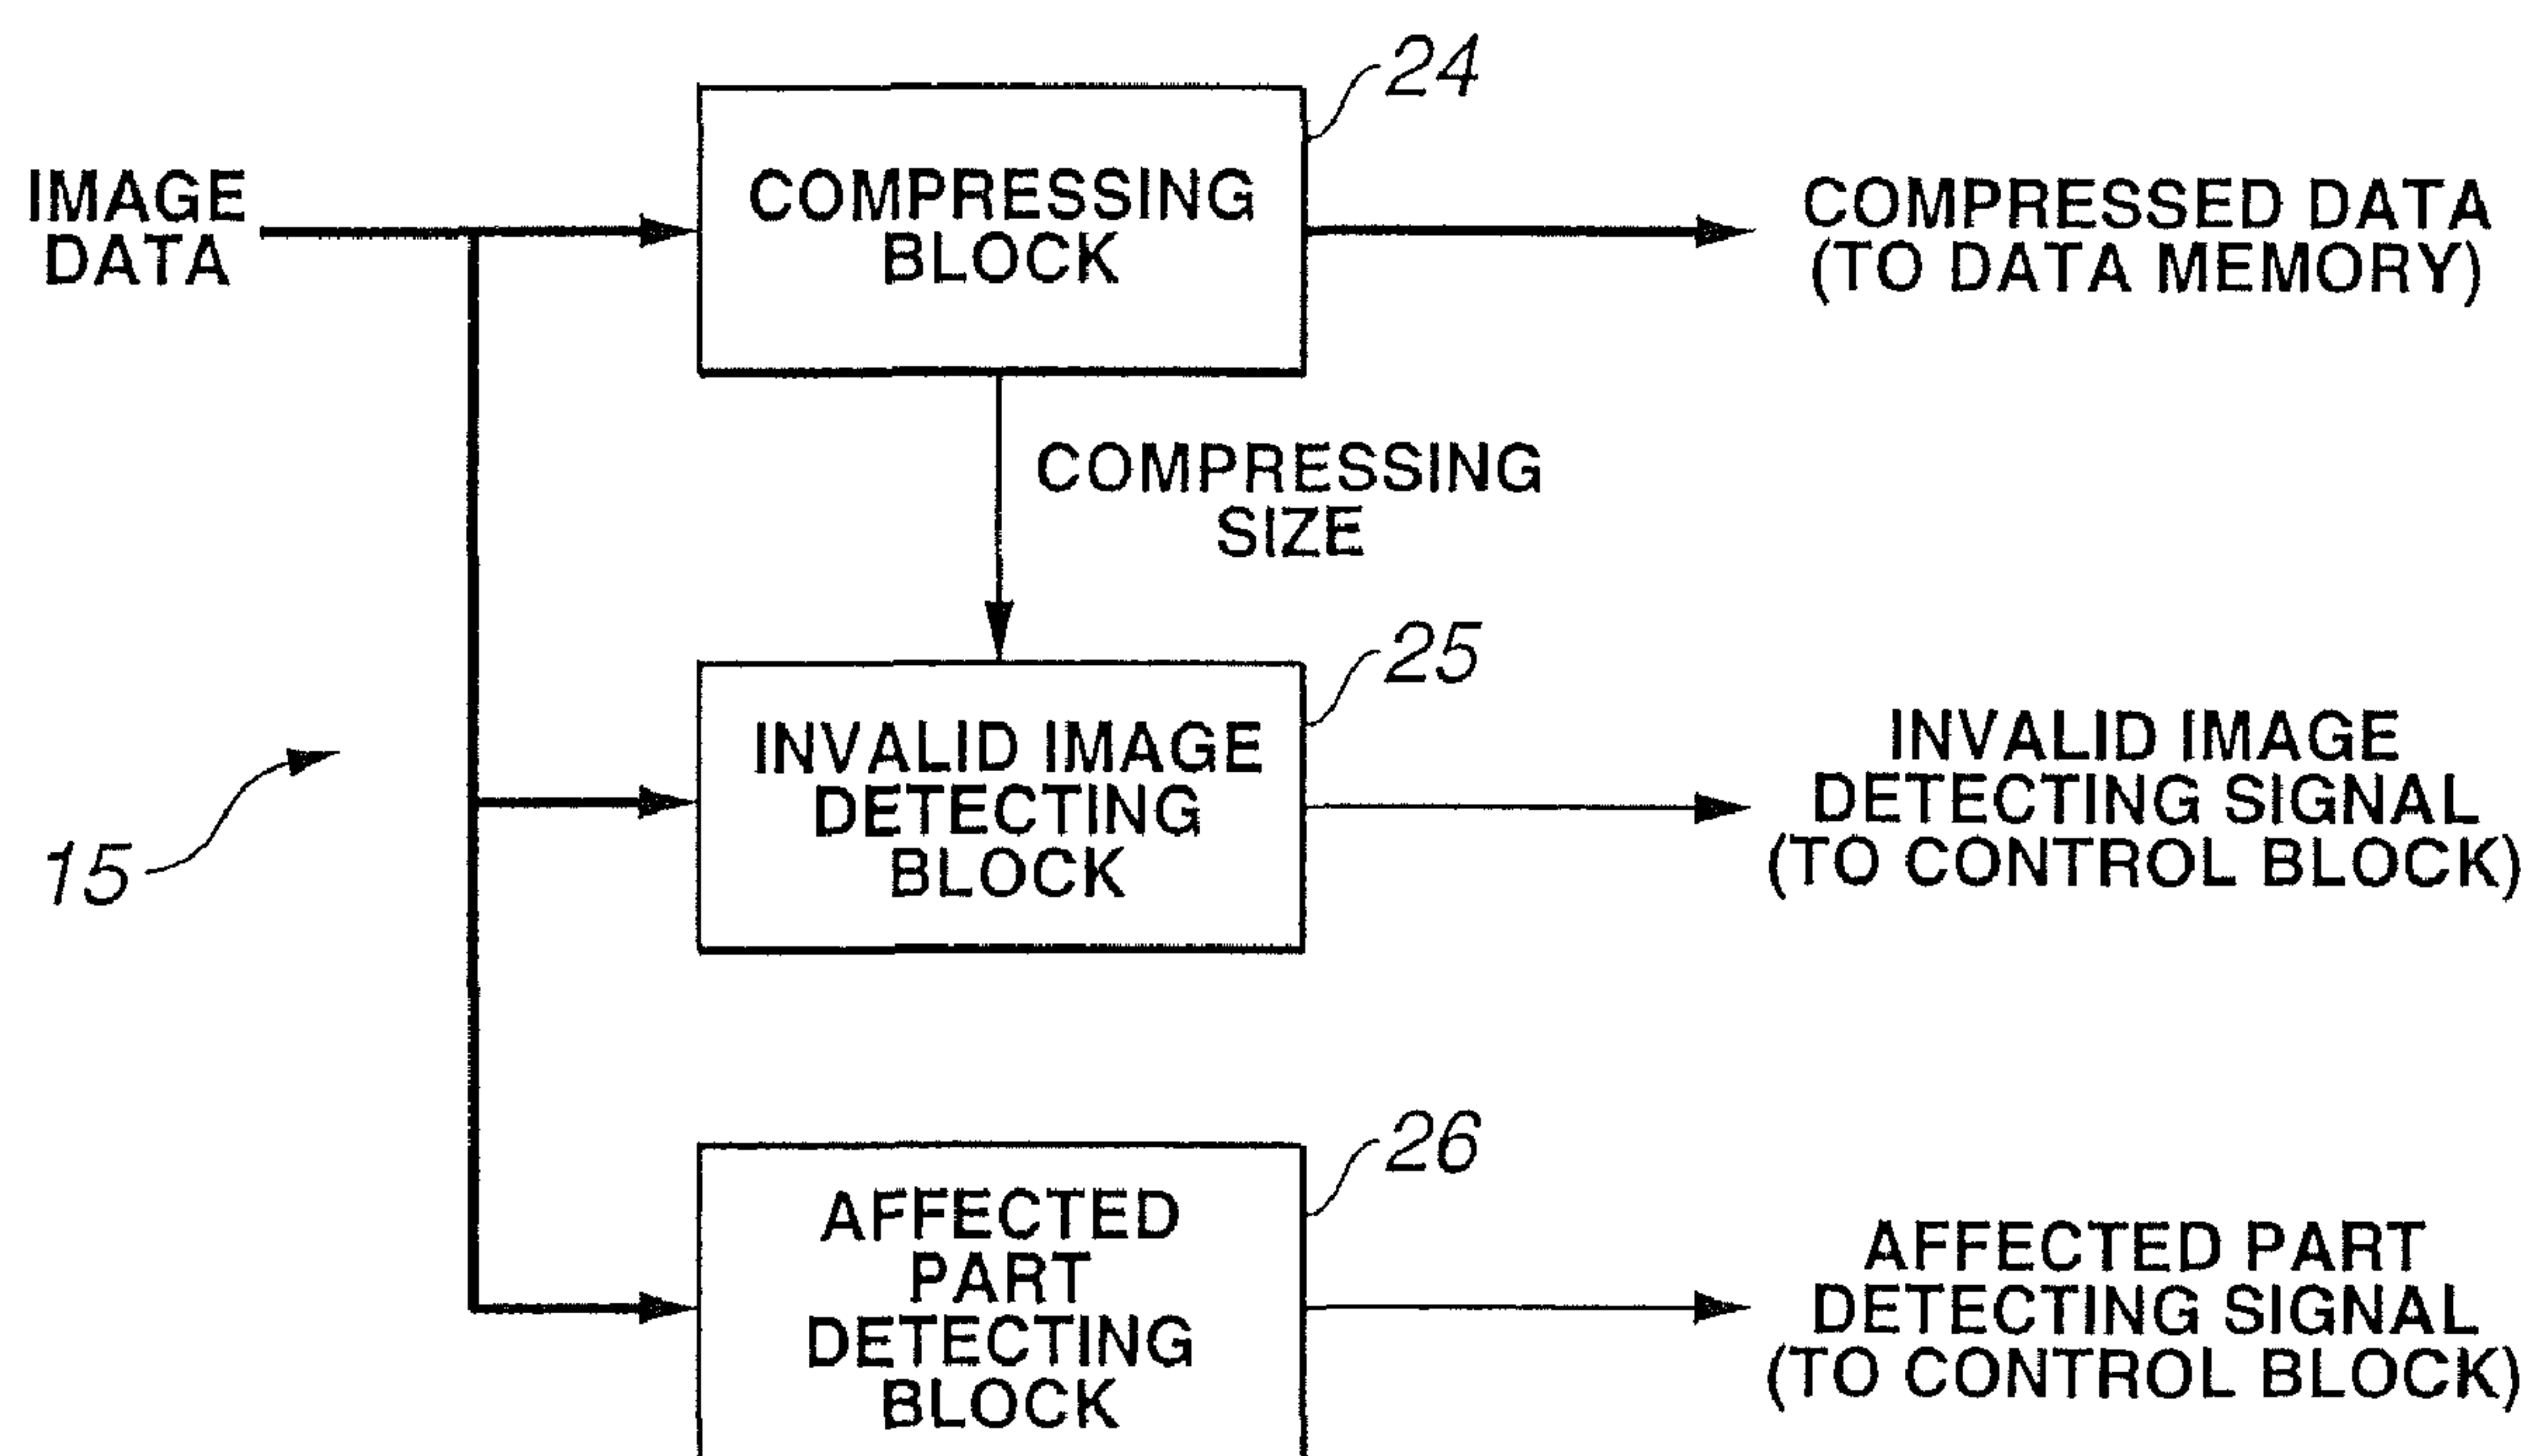 24
IMAGE
DATA
COMPRESSING
BLOCK
COMPRESSED DATA
(TO DATA MEMORY)
COMPRESSING
SIZE
25
15
INVALID IMAGE
DETECTING
BLOCK
INVALID IMAGE
DETECTING SIGNAL
(TO CONTROL BLOCK)
26
AFFECTED
PART
DETECTING
BLOCK
AFFECTED PART
DETECTING SIGNAL
(TO CONTROL BLOCK)